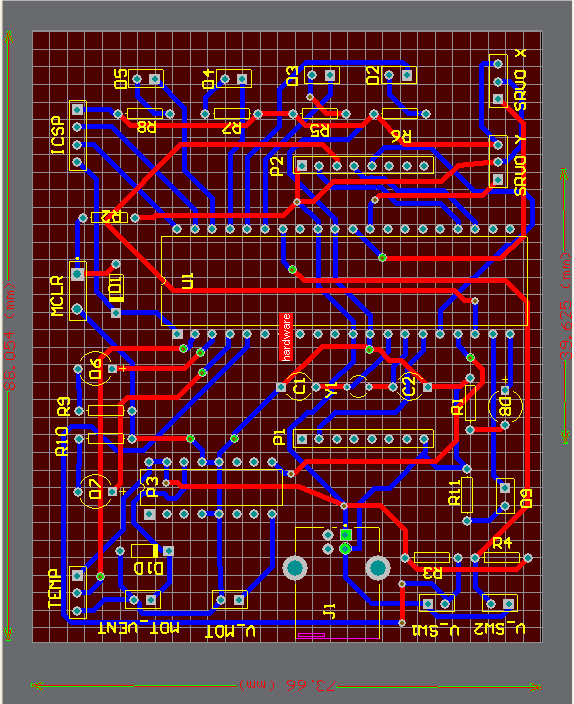 D5
D4
D3
D2
SRVO X
R8
R7
R5
R6
ICSP
P2
SRVO Y
R2
U1
MCLR
D1
hardware
88.054 (mm)
39.625 (mm)
D6
C1
Y1
C2
R9
R1
D8
R10
P1
D7
P3
R11
D9
D10
R4
R3
TEMP
MOT_VENT
V_MOT
J1
V_SW1
V_SW2
73.66 (mm)